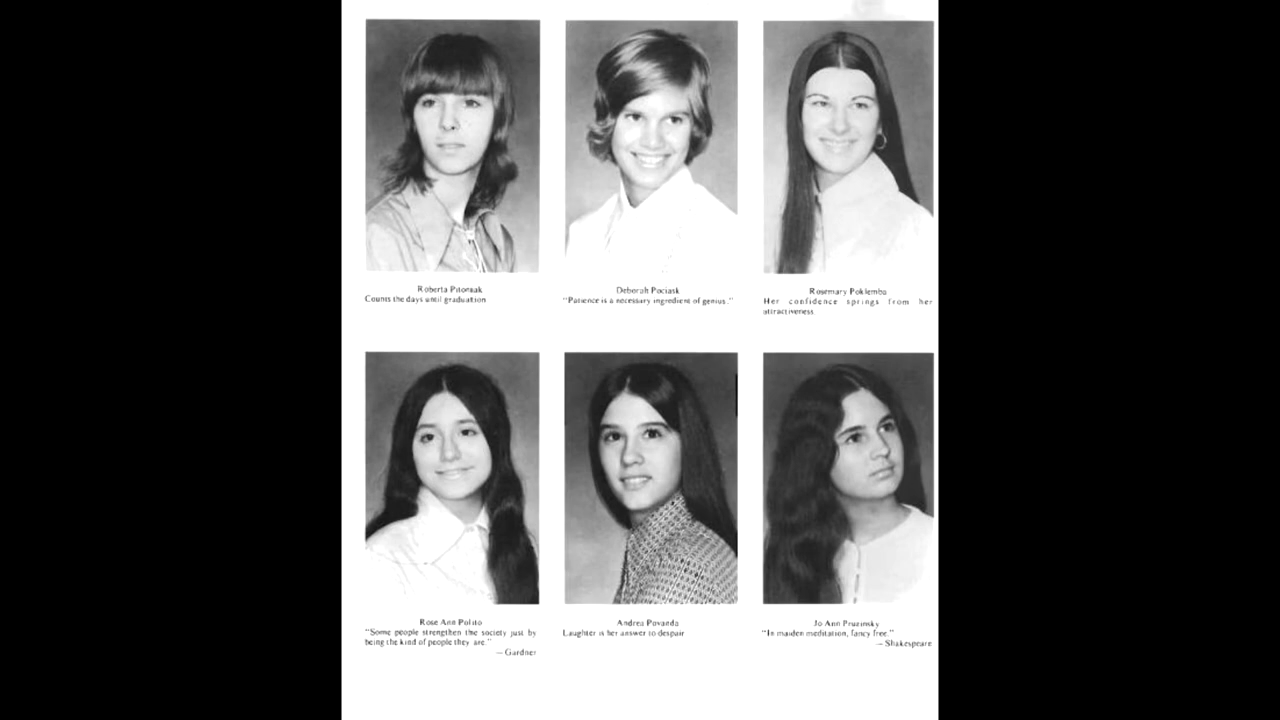 Roberta Pitoniak
Counts the days until graduation
Deborah Pociask
"Patience is a necessary ingredient of genius."
Rosemary Poklemba
Her confidence springs from her
attractiveness.
Rose Ann Polito
"Some people strengthen the society just by
being the kind of people they are."
— Gardner
Andrea Povanda
Laughter is her answer to despair
Jo Ann Pruzinsky
"In maiden meditation, fancy free."
— Shakespeare